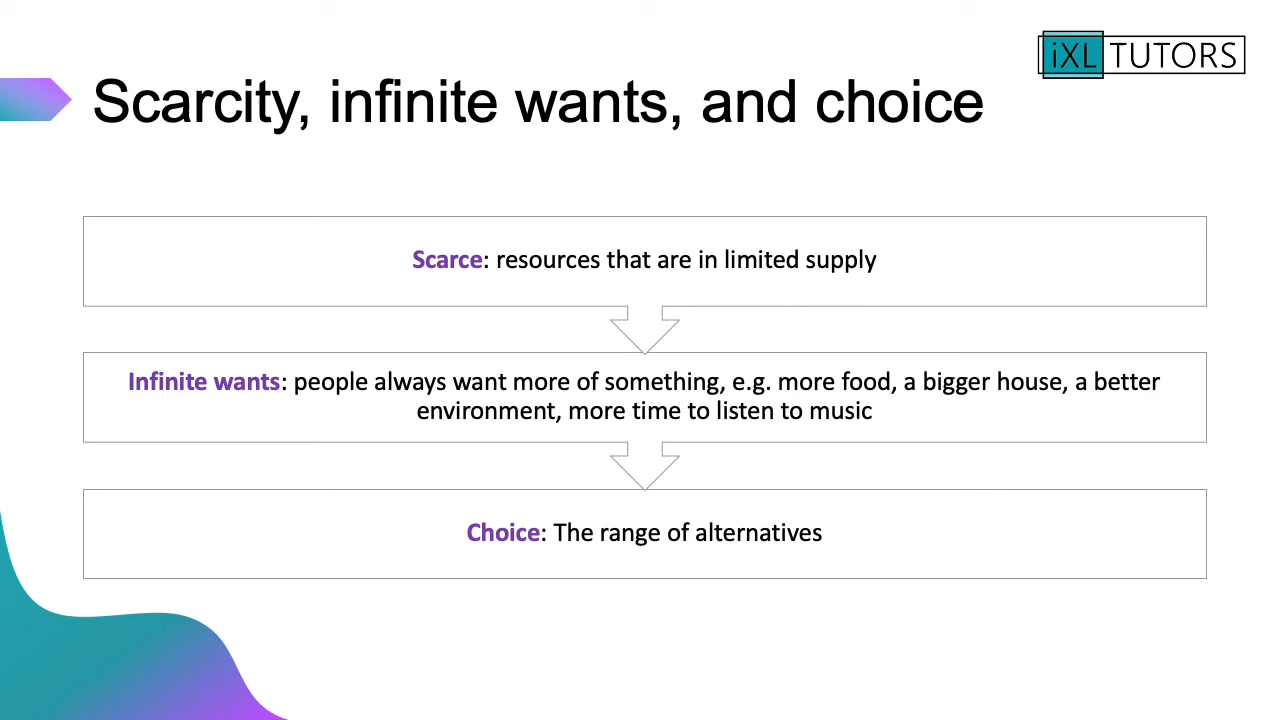 iXL TUTORS
Scarcity, infinite wants, and choice
Scarce: resources that are in limited supply
Infinite wants: people always want more of something, e.g. more food, a bigger house, a better
environment, more time to listen to music
Choice: The range of alternatives